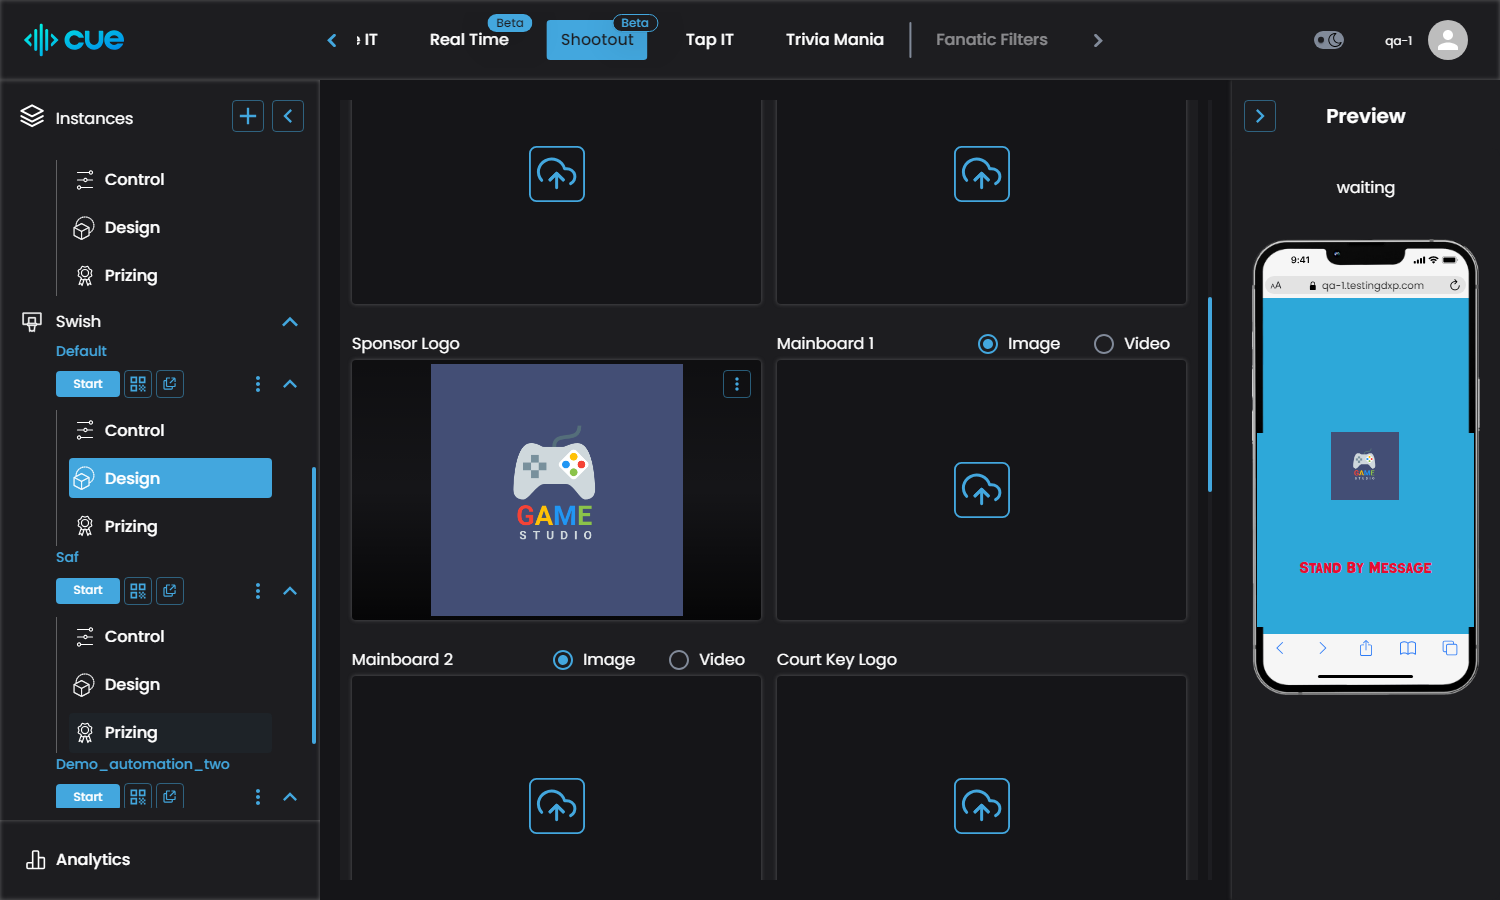 cue
e IT
Real Time
Beta
Shootout
Beta
Tap IT
Trivia Mania
Fanatic Filters
qa-1
Instances
Control
Design
Prizing
Swish
Default
Start
Control
Design
Prizing
Saf
Start
Control
Design
Prizing
Demo_automation_two
Start
Analytics
Sponsor Logo
GAME
STUDIO
Mainboard 1
Image
Video
Mainboard 2
Image
Video
Court Key Logo
Preview
waiting
9:41
AA
qa-1.testingdxp.com
GAME
STUDIO
Stand By Message